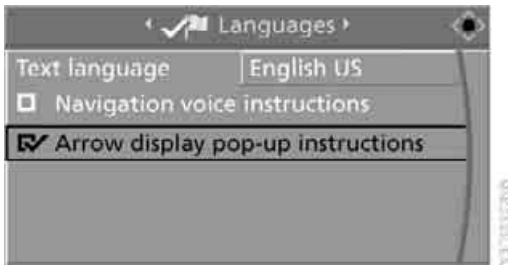 Languages
Text language English US
Navigation voice instructions
Arrow display pop-up instructions